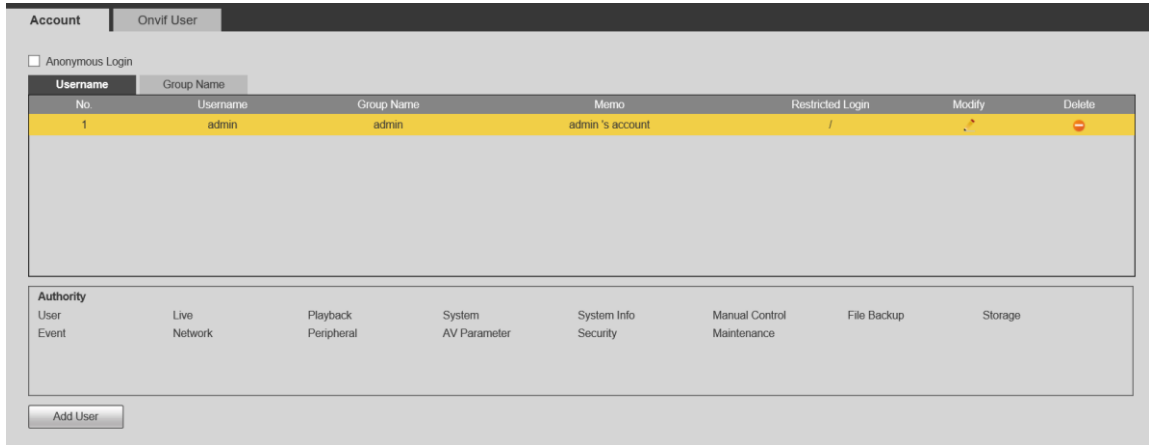 Account Onvif User
Anonymous Login
Username Group Name
No. Username Group Name Memo Restricted Login Modify Delete
1 admin admin admin 's account /
Authority
User Live Playback System System Info Manual Control File Backup Storage
Event Network Peripheral AV Parameter Security Maintenance
Add User